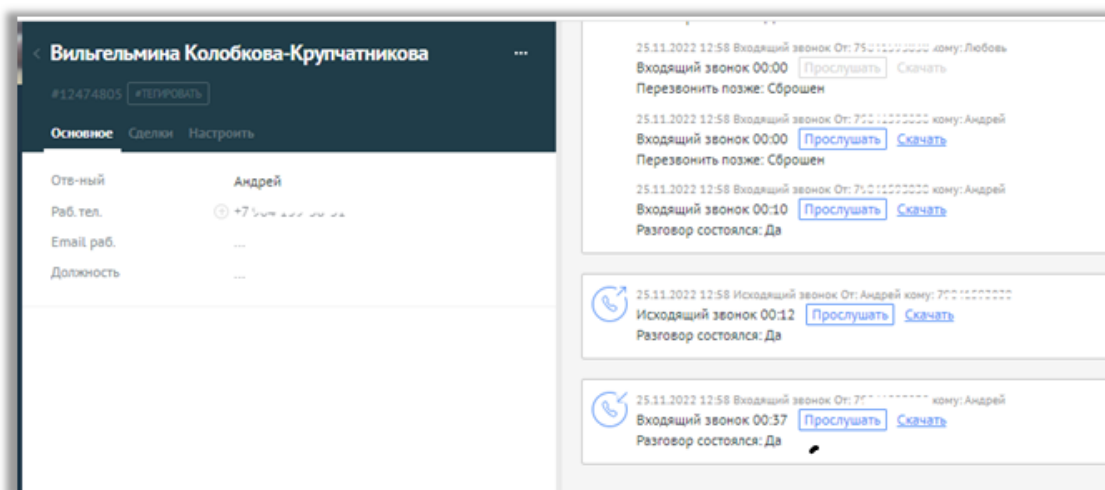 Вильгельмина Колобкова-Крупчатникова
...
#12474805 #ТЕГИРОВАТЬ
Основное Сделки Настроить
Отв-ный Андрей
Раб. тел. +7
Email раб. ...
Должность ...
25.11.2022 12:58 Входящий звонок От: кому: Любовь
Входящий звонок 00:00 Прослушать Скачать
Перезвонить позже: Сброшен
25.11.2022 12:58 Входящий звонок От: кому: Андрей
Входящий звонок 00:00 Прослушать Скачать
Перезвонить позже: Сброшен
25.11.2022 12:58 Входящий звонок От: кому: Андрей
Входящий звонок 00:10 Прослушать Скачать
Разговор состоялся: Да
25.11.2022 12:58 Исходящий звонок От: Андрей кому:
Исходящий звонок 00:12 Прослушать Скачать
Разговор состоялся: Да
25.11.2022 12:58 Входящий звонок От: кому: Андрей
Входящий звонок 00:37 Прослушать Скачать
Разговор состоялся: Да